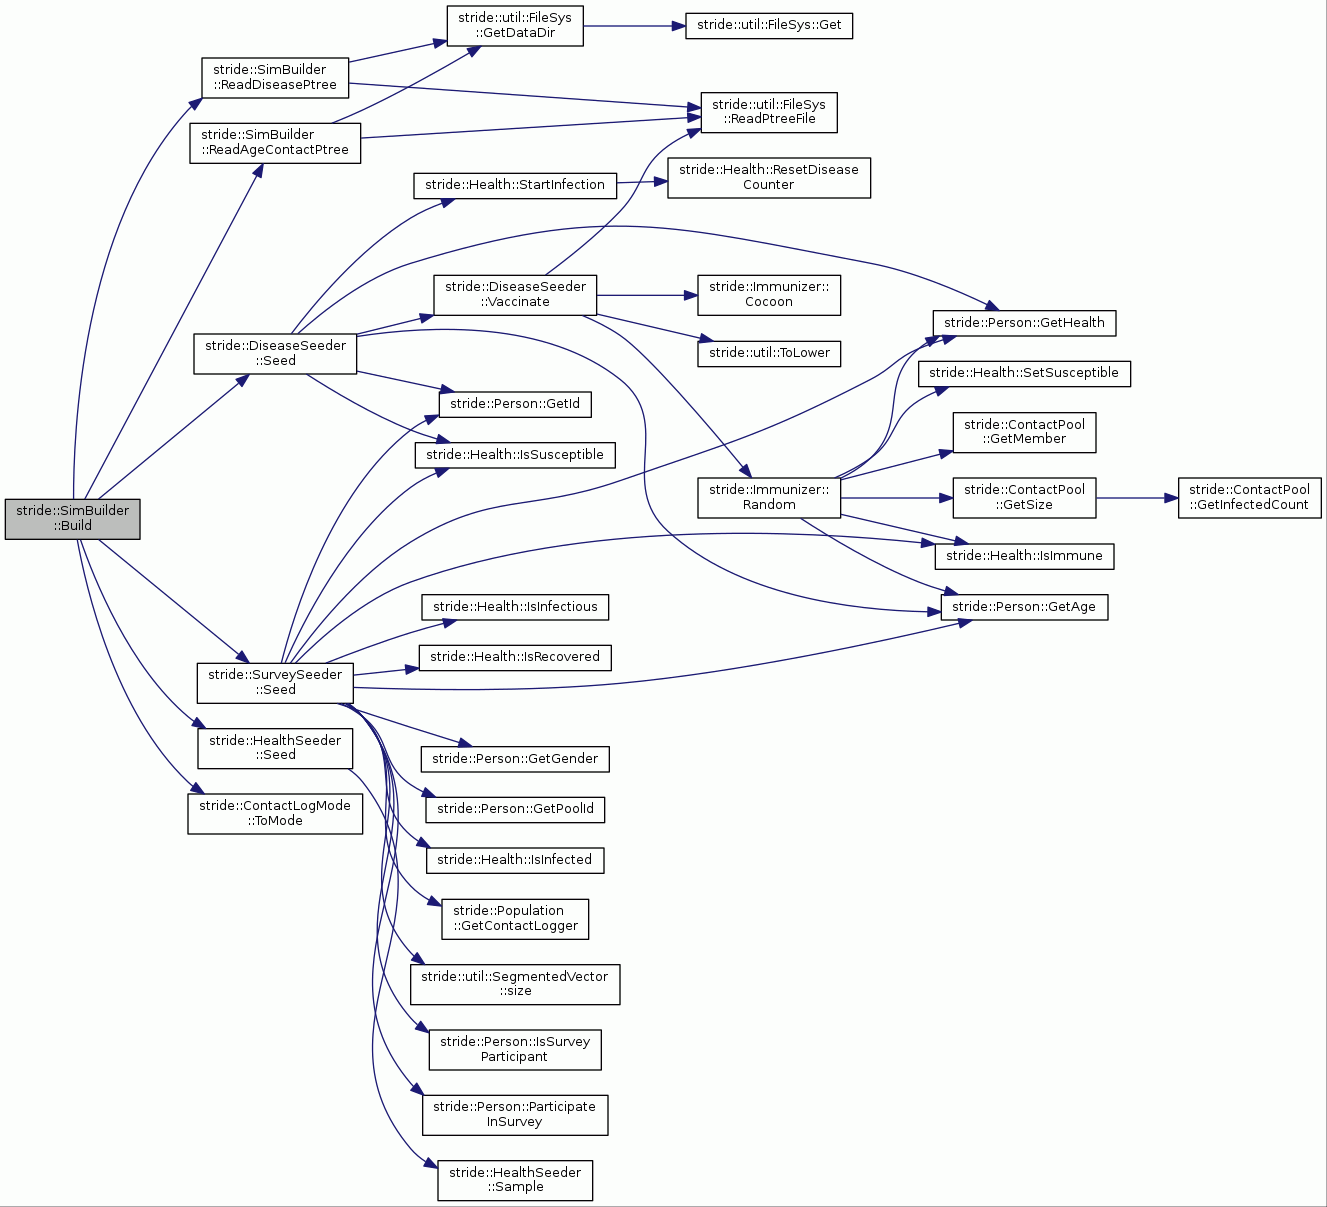 stride::util::FileSys
::GetDataDir
stride::util::FileSys::Get
stride::SimBuilder
::ReadDiseasePtree
stride::util::FileSys
::ReadPtreeFile
stride::SimBuilder
::ReadAgeContactPtree
stride::Health::StartInfection
stride::Health::ResetDisease
Counter
stride::DiseaseSeeder
::Vaccinate
stride::Immunizer::
Cocoon
stride::Person::GetHealth
stride::DiseaseSeeder
::Seed
stride::util::ToLower
stride::Health::SetSusceptible
stride::Person::GetId
stride::ContactPool
::GetMember
stride::Health::IsSusceptible
stride::SimBuilder
::Build
stride::Immunizer::
Random
stride::ContactPool
::GetSize
stride::ContactPool
::GetInfectedCount
stride::Health::IsImmune
stride::Health::IsInfectious
stride::Person::GetAge
stride::Health::IsRecovered
stride::SurveySeeder
::Seed
stride::HealthSeeder
::Seed
stride::Person::GetGender
stride::ContactLogMode
::ToMode
stride::Person::GetPoolId
stride::Health::IsInfected
stride::Population
::GetContactLogger
stride::util::SegmentedVector
::size
stride::Person::IsSurvey
Participant
stride::Person::Participate
InSurvey
stride::HealthSeeder
::Sample